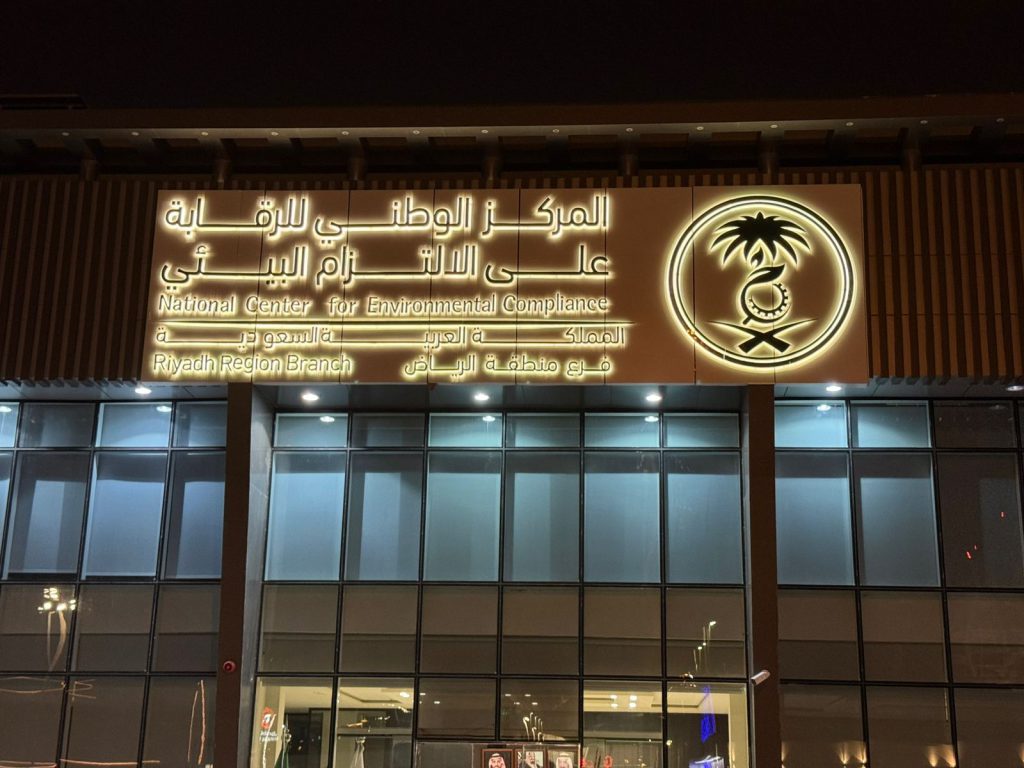 المركز الوطني للرقابة
على الالتزام البيئي
National Center for Environmental Compliance
المملكة العربية السعودية
Riyadh Region Branch فرع منطقة الرياض